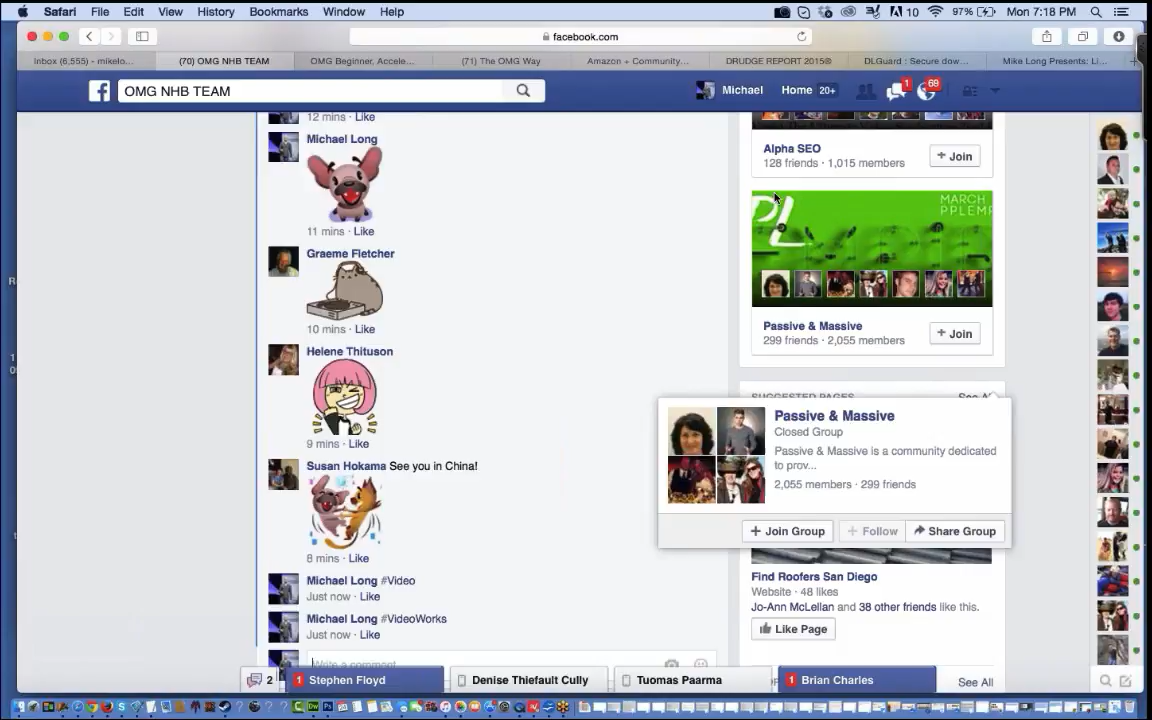 Safari File Edit View History Bookmarks Window Help
10 97% Mon 7:18 PM
facebook.com
Inbox (6,555) - mikelo...
(70) OMG NHB TEAM
OMG Beginner, Accele...
(71) The OMG Way
Amazon + Community...
DRUDGE REPORT 2015®
DLGuard : Secure dow...
Mike Long Presents: Li...
OMG NHB TEAM
Michael Home 20+ 1 68
12 mins · Like
Michael Long
11 mins · Like
Graeme Fletcher
10 mins · Like
Helene Thituson
9 mins · Like
Susan Hokama See you in China!
8 mins · Like
Michael Long #Video
Just now · Like
Michael Long #VideoWorks
Just now · Like
Write a comment...
Alpha SEO
128 friends · 1,015 members
+ Join
MARCH
Passive & Massive
299 friends · 2,055 members
+ Join
SUGGESTED PAGES
Passive & Massive
Closed Group
Passive & Massive is a community dedicated
to prov...
2,055 members · 299 friends
+ Join Group
+ Follow
Share Group
Find Roofers San Diego
Website · 48 likes
Jo-Ann McLellan and 38 other friends like this.
Like Page
See All
2
1 Stephen Floyd
Denise Thiefault Cully
Tuomas Paarma
1 Brian Charles